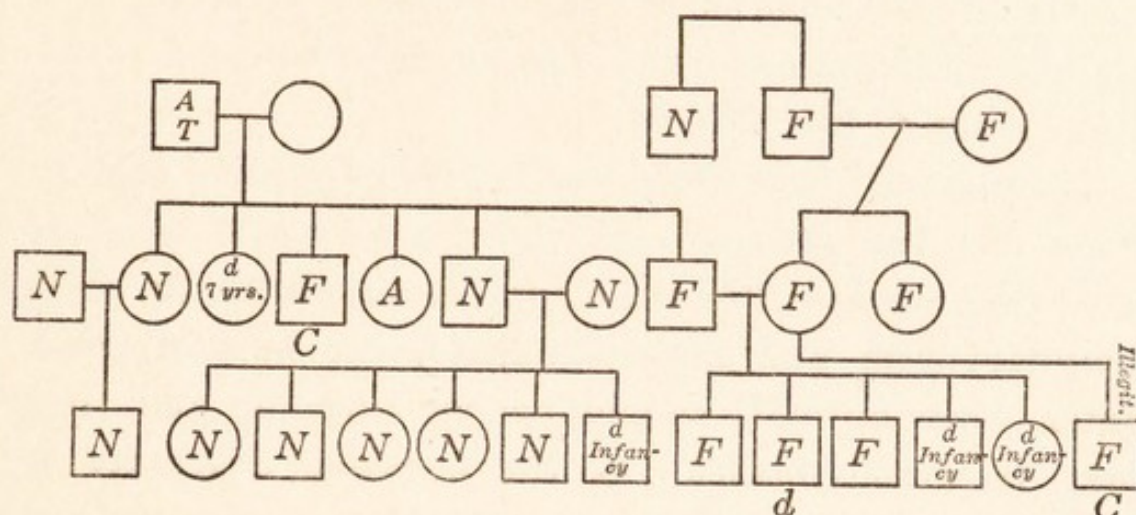 A
T
N F F
N N d
7 yrs. F A N N F F F
C
Illegit.
N N N N N N d
Infan-
cy F F F d
Infan-
cy d
Infan-
cy F
d C